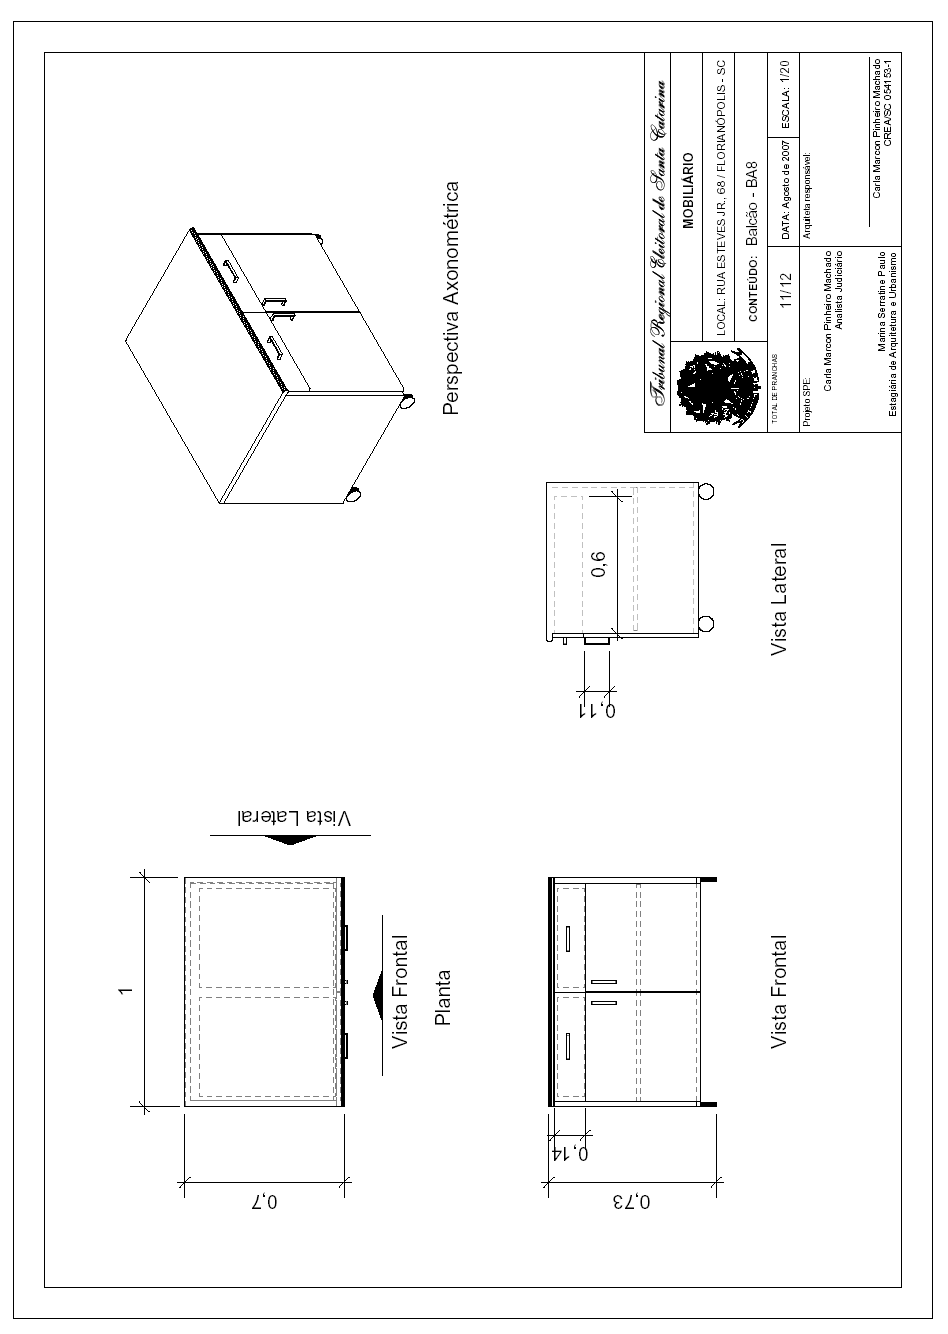 Tribunal Regional Eleitoral de Santa Catarina
MOBILIÁRIO
LOCAL: RUA ESTEVES JR., 68 / FLORIANÓPOLIS - SC
CONTEÚDO: Balcão - BA8
TOTAL DE PRANCHAS
11/12
DATA: Agosto de 2007
ESCALA: 1/20
Projeto SPE:
Carla Marcon Pinheiro Machado
Analista Judiciário
Marina Serratine Paulo
Estagiária de Arquitetura e Urbanismo
Arquiteta responsável:
Carla Marcon Pinheiro Machado
CREA/SC 054153-1
1
0,7
Vista Lateral
Vista Frontal
Planta
Perspectiva Axonométrica
0,14
0,73
Vista Frontal
0,11
0,6
Vista Lateral